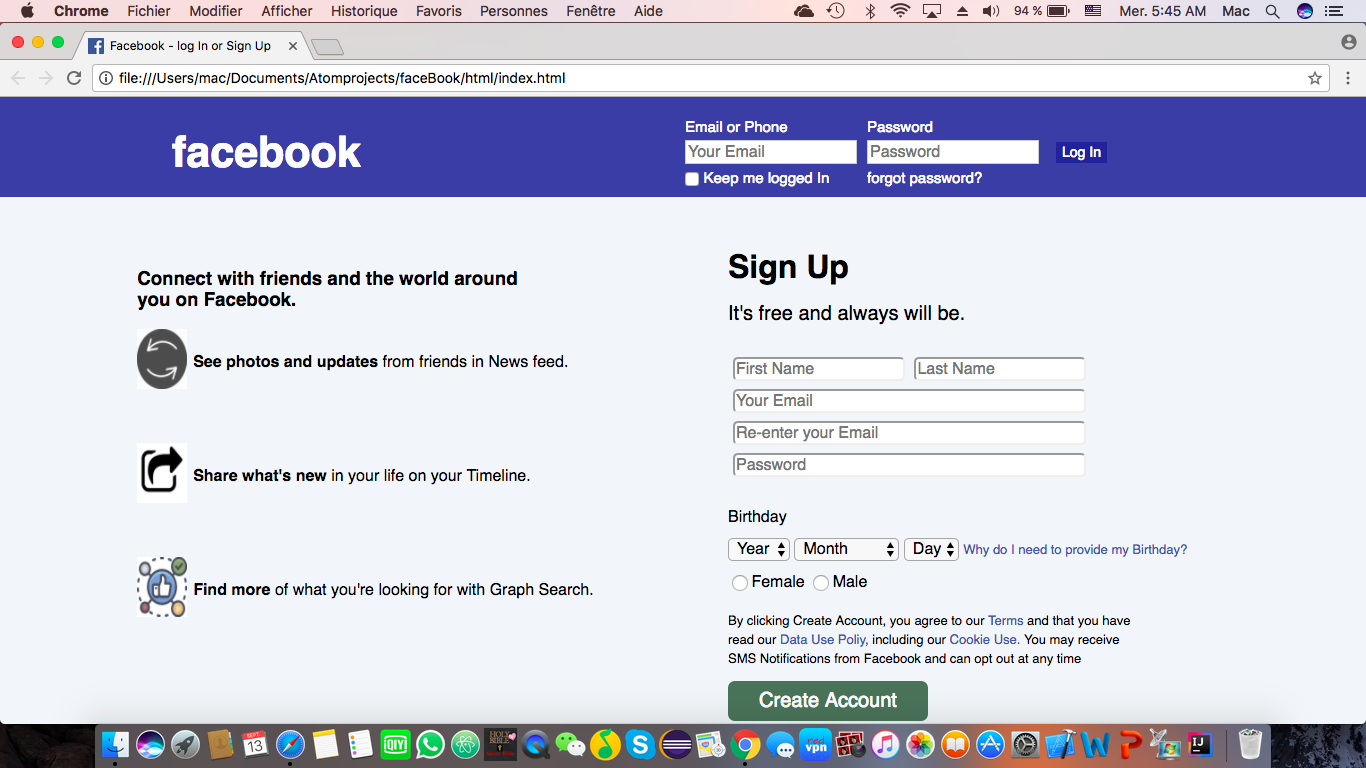 Chrome Fichier Modifier Afficher Historique Favoris Personnes Fenêtre Aide 94 % Mer. 5:45 AM Mac
Facebook - log In or Sign Up
file:///Users/mac/Documents/Atomprojects/faceBook/html/index.html
facebook
Email or Phone Password
Your Email Password Log In
Keep me logged In forgot password?
Connect with friends and the world around
you on Facebook.
See photos and updates from friends in News feed.
Share what's new in your life on your Timeline.
Find more of what you're looking for with Graph Search.
Sign Up
It's free and always will be.
First Name Last Name
Your Email
Re-enter your Email
Password
Birthday
Year Month Day Why do I need to provide my Birthday?
Female Male
By clicking Create Account, you agree to our Terms and that you have
read our Data Use Poliy, including our Cookie Use. You may receive
SMS Notifications from Facebook and can opt out at any time
Create Account
SEPT.
13
QIY
HOLY
BIBLE
vpn
IJ